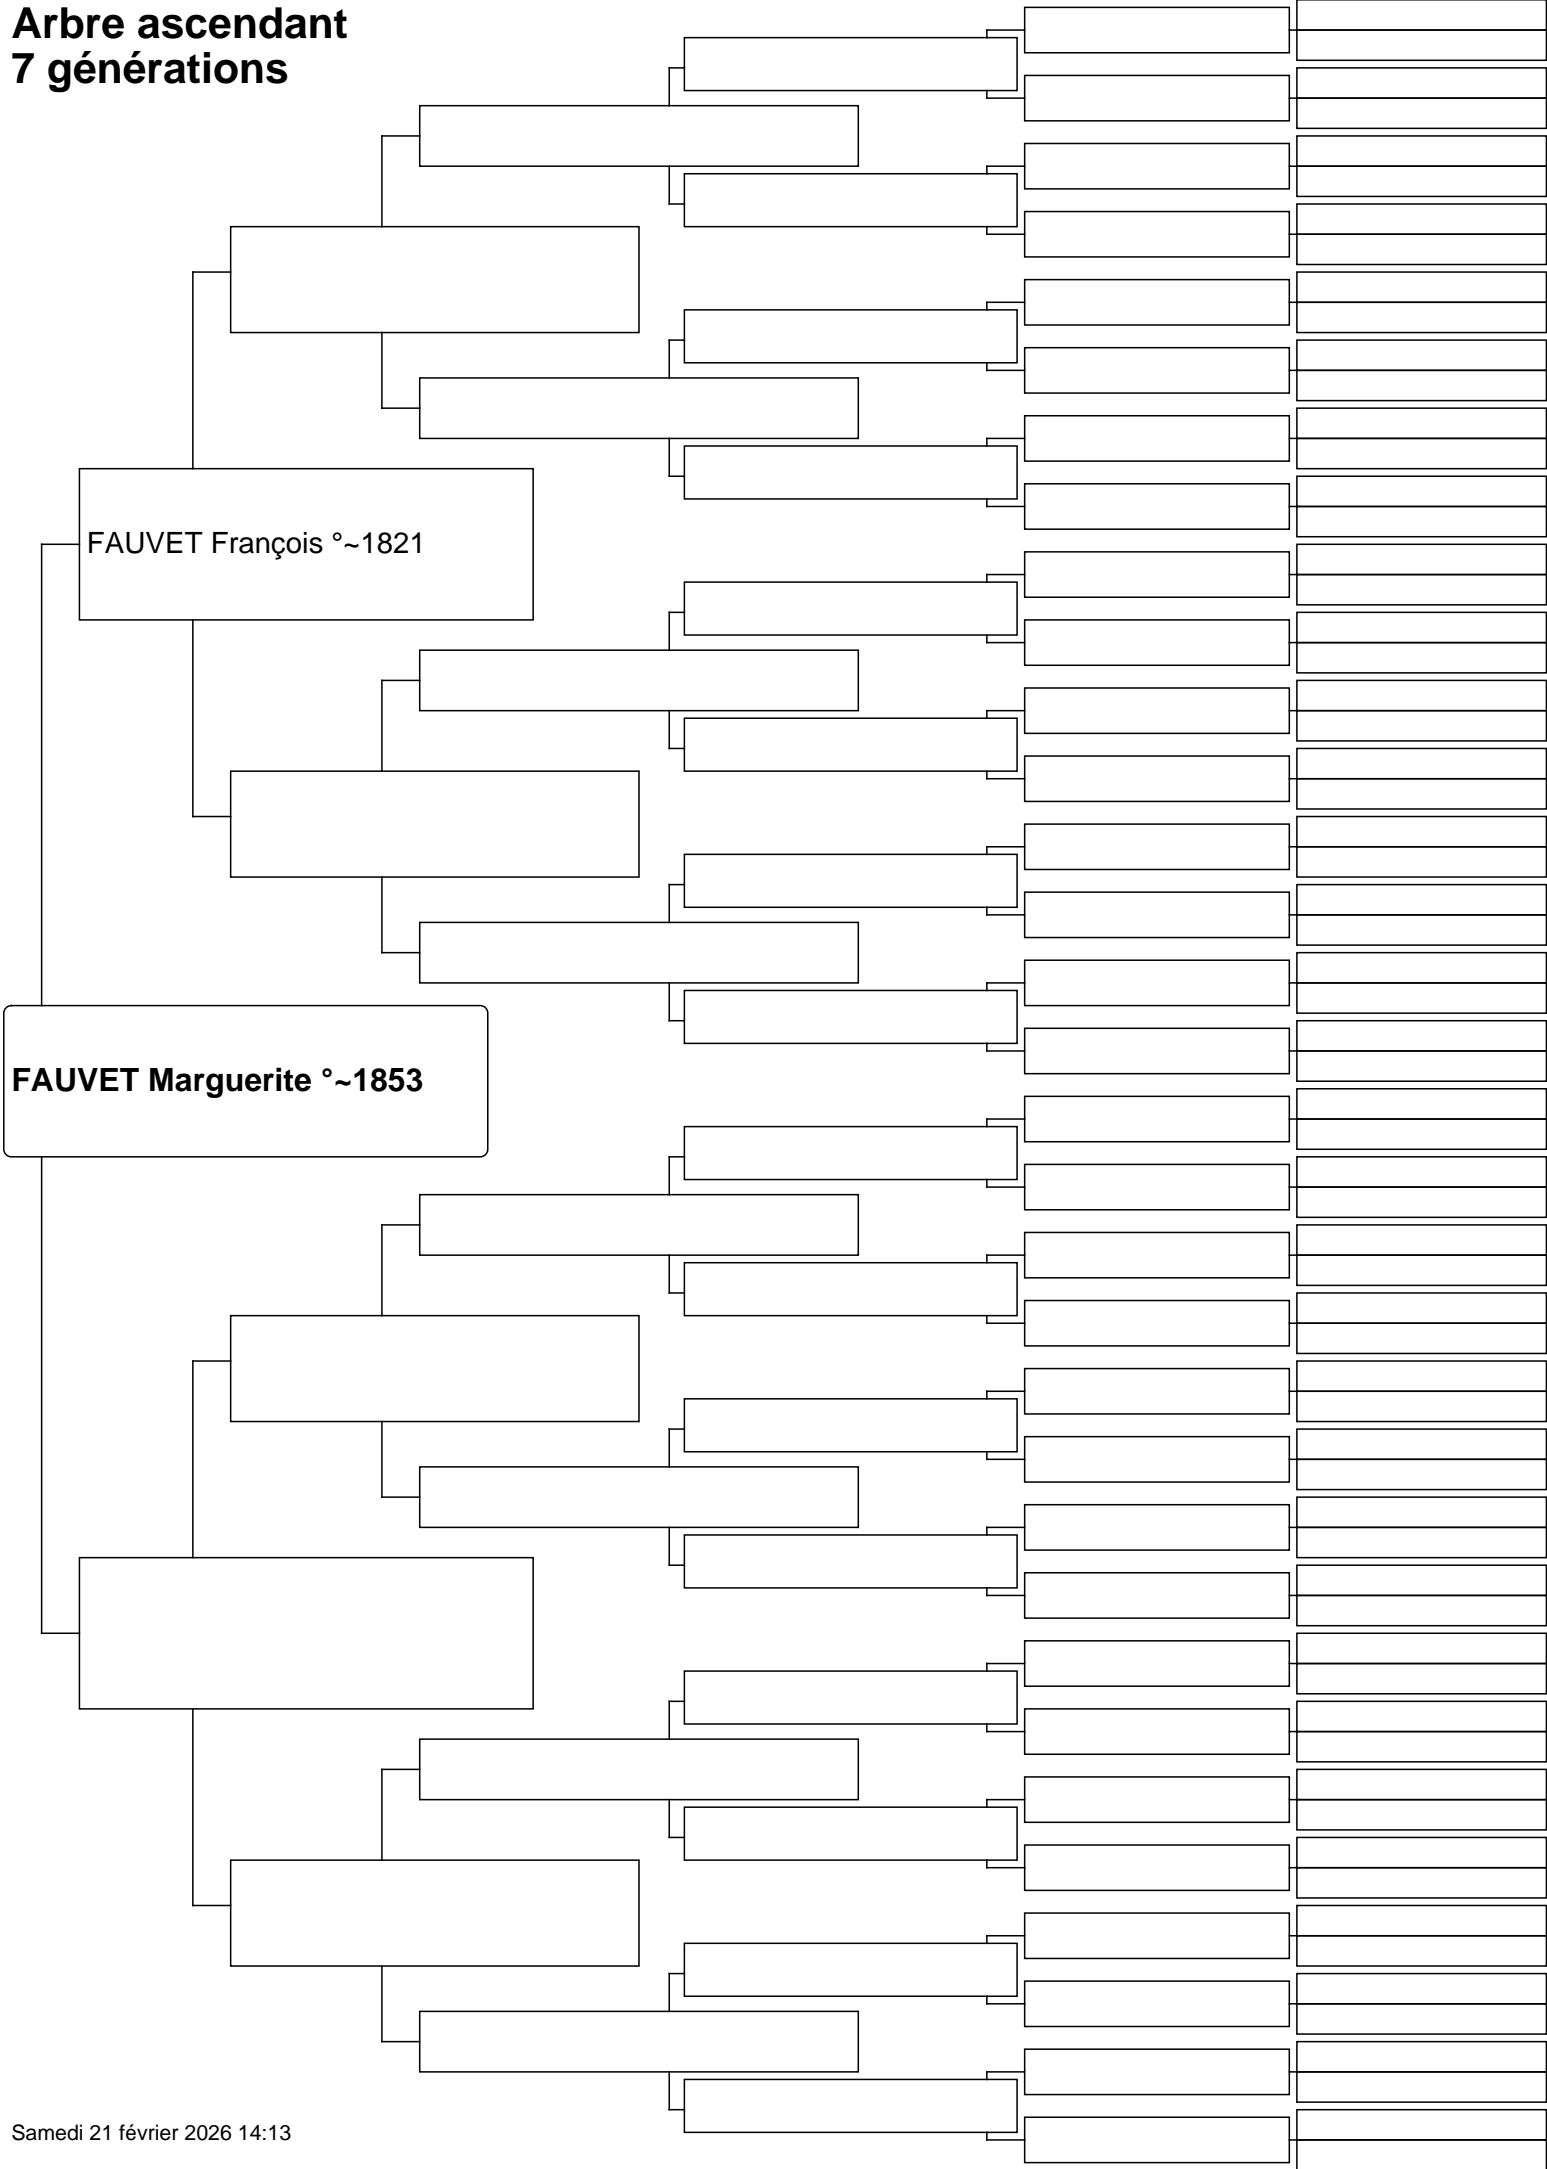 Arbre ascendant
7 générations
FAUVET François °~1821
FAUVET Marguerite °~1853
Samedi 21 février 2026 14:13